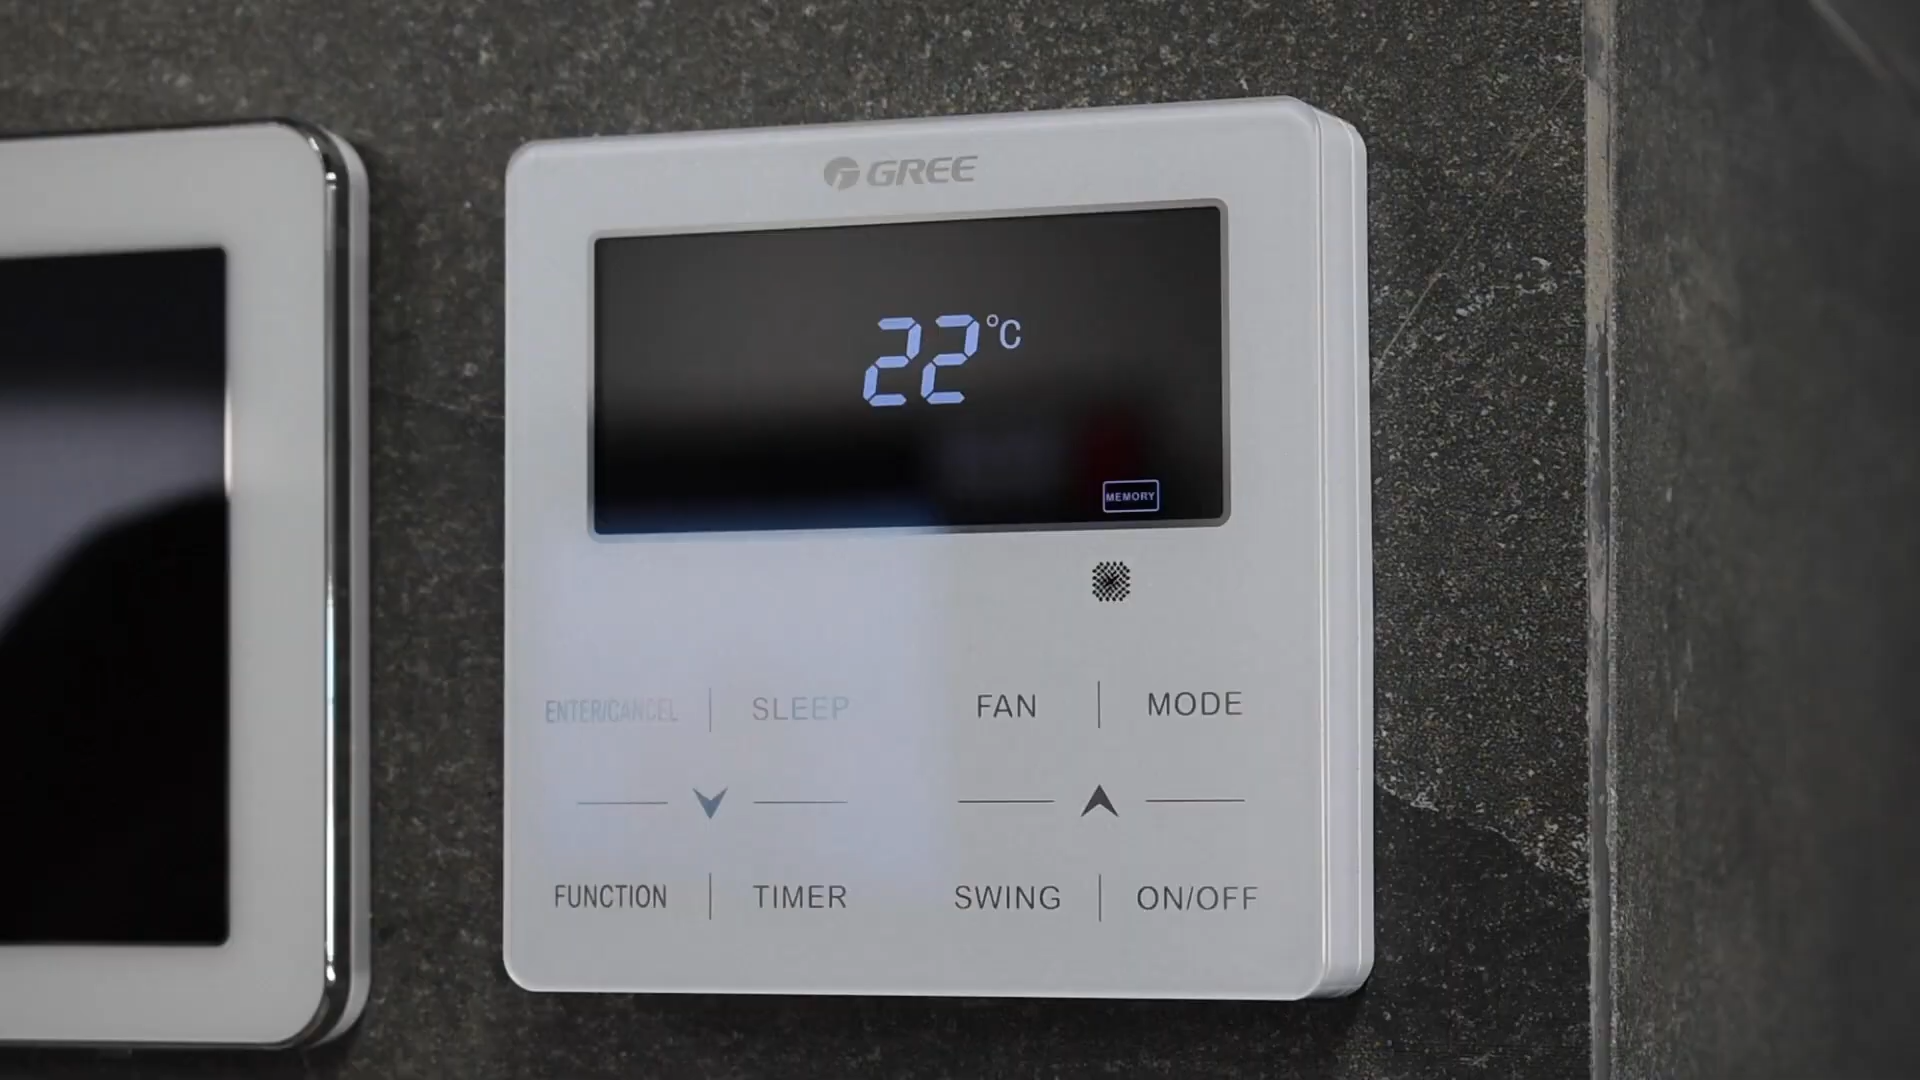 GREE
22°C
MEMORY
ENTER/CANCEL SLEEP FAN MODE
FUNCTION TIMER SWING ON/OFF